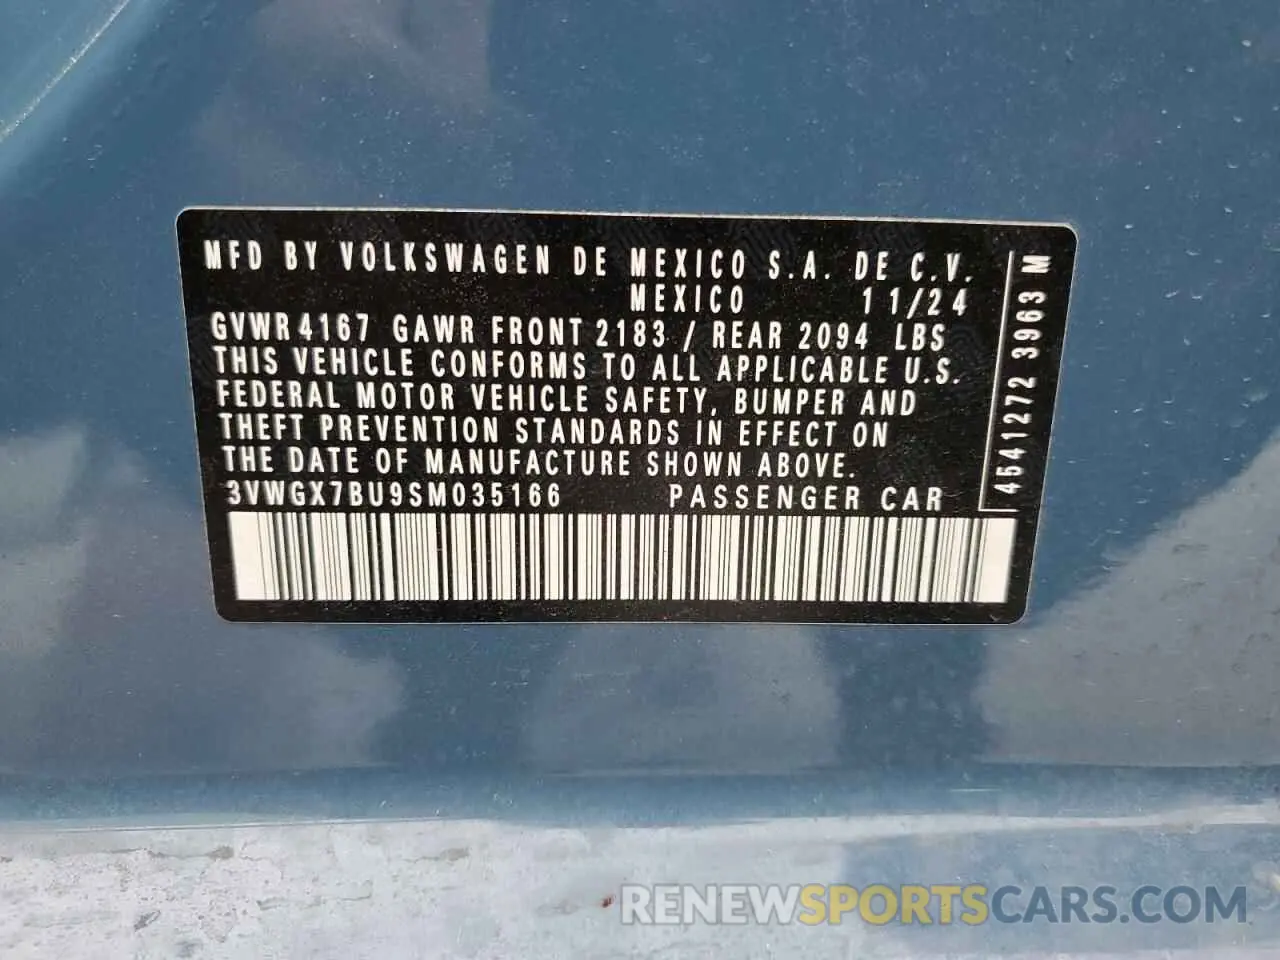 MFD BY VOLKSWAGEN DE MEXICO S.A. DE C.V.
MEXICO 11/24
GVWR 4167 GAWR FRONT 2183 / REAR 2094 LBS
THIS VEHICLE CONFORMS TO ALL APPLICABLE U.S.
FEDERAL MOTOR VEHICLE SAFETY, BUMPER AND
THEFT PREVENTION STANDARDS IN EFFECT ON
THE DATE OF MANUFACTURE SHOWN ABOVE.
3VWGX7BU9SM035166 PASSENGER CAR
4541272 3963 M
RENEWSPORTSCARS.COM